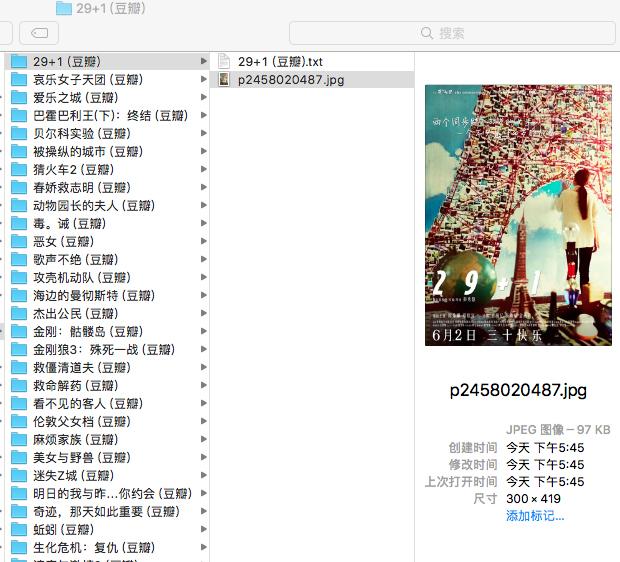 29+1 (豆瓣)
搜索
29+1 (豆瓣)
哀乐女子天团 (豆瓣)
爱乐之城 (豆瓣)
巴霍巴利王(下)：终结 (豆瓣)
贝尔科实验 (豆瓣)
被操纵的城市 (豆瓣)
猜火车2 (豆瓣)
春娇救志明 (豆瓣)
动物园长的夫人 (豆瓣)
毒。诫 (豆瓣)
恶女 (豆瓣)
歌声不绝 (豆瓣)
攻壳机动队 (豆瓣)
海边的曼彻斯特 (豆瓣)
杰出公民 (豆瓣)
金刚：骷髅岛 (豆瓣)
金刚狼3：殊死一战 (豆瓣)
救僵清道夫 (豆瓣)
救命解药 (豆瓣)
看不见的客人 (豆瓣)
伦敦父女档 (豆瓣)
麻烦家族 (豆瓣)
美女与野兽 (豆瓣)
迷失Z城 (豆瓣)
明日的我与昨...你约会 (豆瓣)
奇迹，那天如此重要 (豆瓣)
蚯蚓 (豆瓣)
生化危机：复仇 (豆瓣)
29+1 (豆瓣).txt
p2458020487.jpg
29+1
6月2日 三十快乐
p2458020487.jpg
JPEG 图像 – 97 KB
创建时间 今天 下午5:45
修改时间 今天 下午5:45
上次打开时间 今天 下午5:45
尺寸 300 × 419
添加标记...